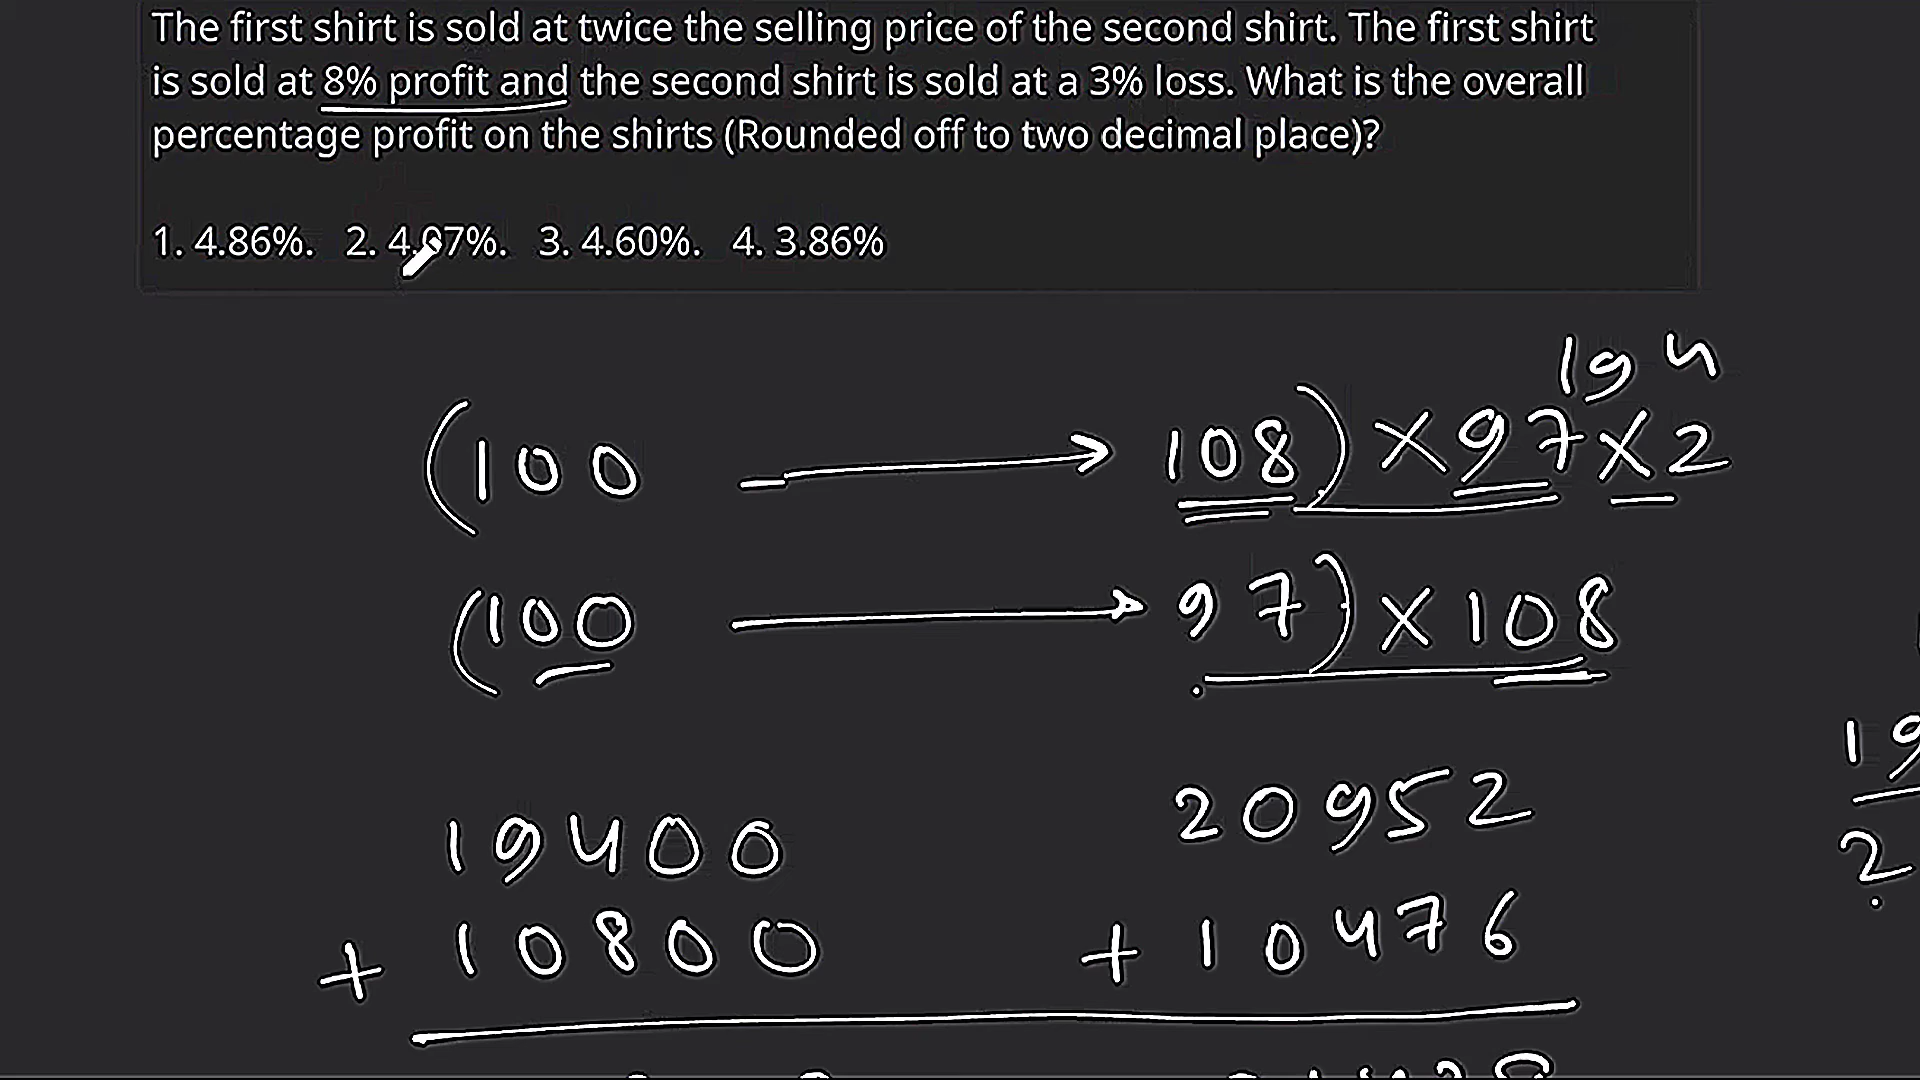 The first shirt is sold at twice the selling price of the second shirt. The first shirt
is sold at 8% profit and the second shirt is sold at a 3% loss. What is the overall
percentage profit on the shirts (Rounded off to two decimal place)?
1. 4.86%. 2. 4.07%. 3. 4.60%. 4. 3.86%
194
(100 → 108) × 97 × 2
(100 → 97) × 108
19400 20952
+ 10800 + 10476